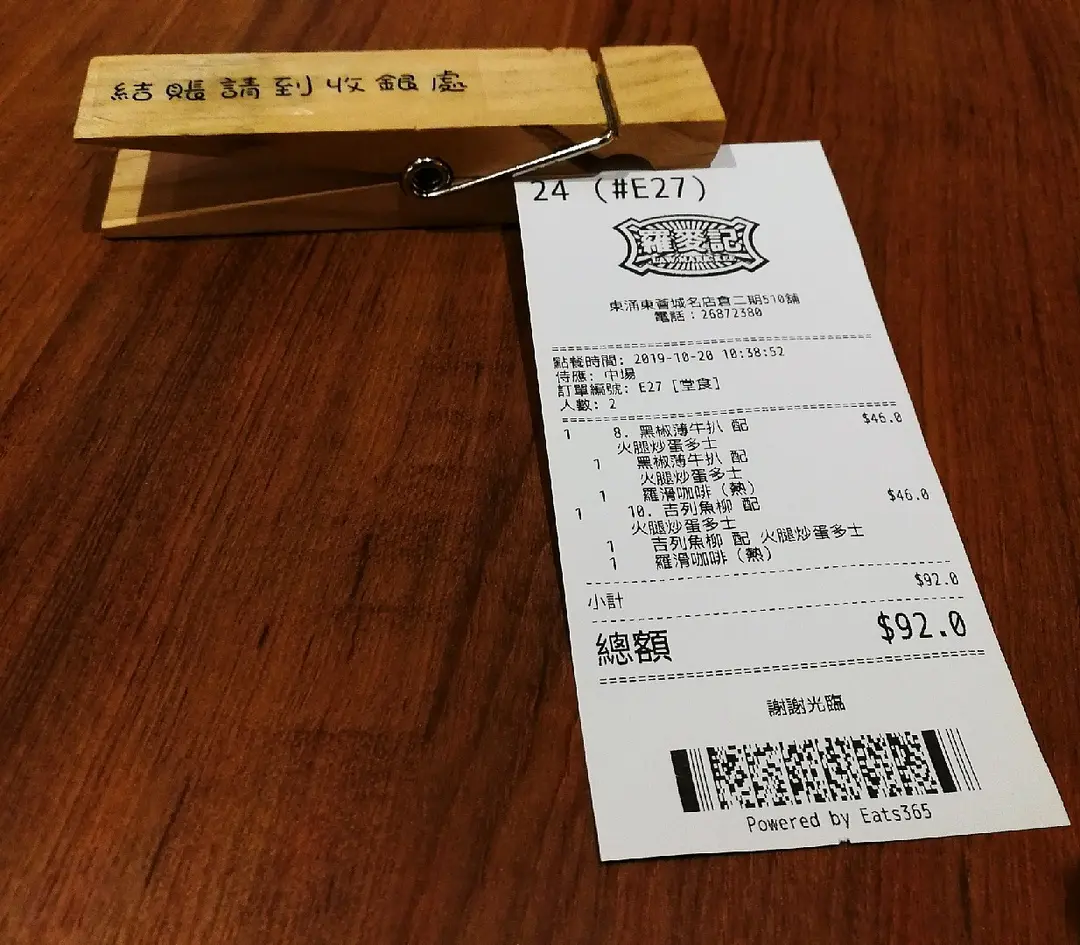 結賬請到收銀處
24 (#E27)
羅麥記
東涌東薈城名店倉二期510舖
電話：26872380
點餐時間: 2019-10-20 10:38:52
侍應: 中場
訂單編號: E27 [堂食]
人數: 2
1 8. 黑椒薄牛扒 配 $46.0
火腿炒蛋多士
1 黑椒薄牛扒 配
火腿炒蛋多士
1 羅滑咖啡 (熱)
1 10. 吉列魚柳 配 $46.0
火腿炒蛋多士
1 吉列魚柳 配 火腿炒蛋多士
1 羅滑咖啡 (熱)
小計 $92.0
總額 $92.0
謝謝光臨
Powered by Eats365